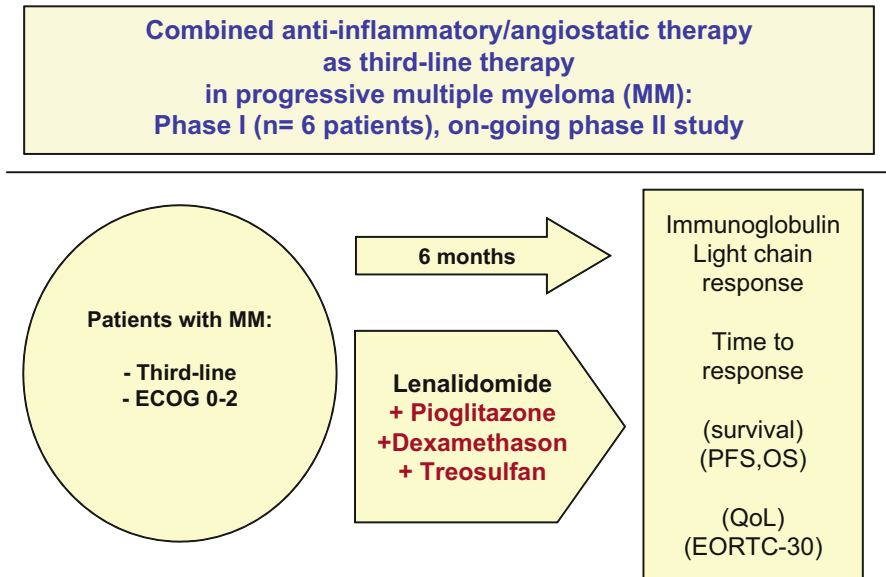 Combined anti-inflammatory/angiostatic therapy
as third-line therapy
in progressive multiple myeloma (MM):
Phase I (n= 6 patients), on-going phase II study
Patients with MM:
- Third-line
- ECOG 0-2
6 months
Lenalidomide
+ Pioglitazone
+Dexamethason
+ Treosulfan
Immunoglobulin
Light chain
response
Time to
response
(survival)
(PFS,OS)
(QoL)
(EORTC-30)